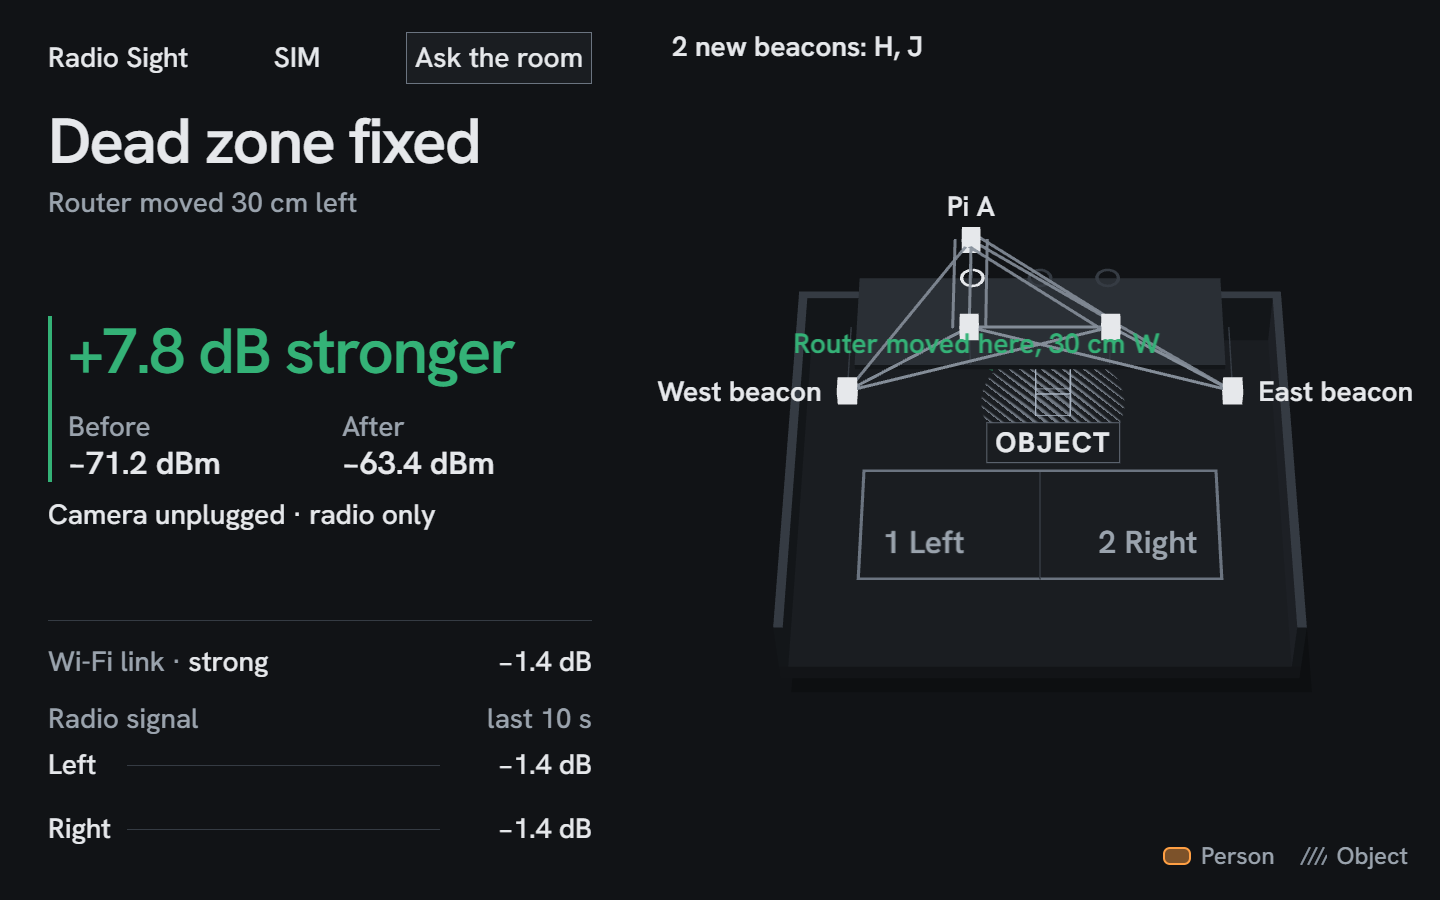 Radio Sight
SIM
Ask the room
Dead zone fixed
Router moved 30 cm left
+7.8 dB stronger
Before
After
−71.2 dBm
−63.4 dBm
Camera unplugged · radio only
Wi-Fi link · strong
−1.4 dB
Radio signal
last 10 s
Left
−1.4 dB
Right
−1.4 dB
2 new beacons: H, J
Pi A
Router moved here, 30 cm W
West beacon
East beacon
OBJECT
1 Left
2 Right
Person
Object